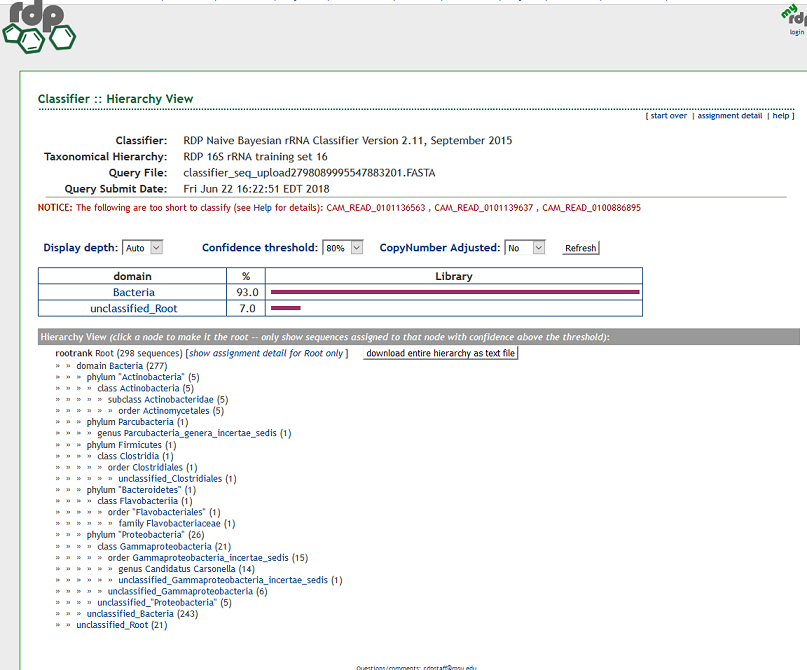 rdp
my rdp
login
Classifier :: Hierarchy View
[ start over | assignment detail | help ]
Classifier: RDP Naive Bayesian rRNA Classifier Version 2.11, September 2015
Taxonomical Hierarchy: RDP 16S rRNA training set 16
Query File: classifier_seq_upload2798089995547883201.FASTA
Query Submit Date: Fri Jun 22 16:22:51 EDT 2018
NOTICE: The following are too short to classify (see Help for details): CAM_READ_0101136563 , CAM_READ_0101139637 , CAM_READ_0100886895
Display depth: Auto Confidence threshold: 80% CopyNumber Adjusted: No Refresh
domain % Library
Bacteria 93.0
unclassified_Root 7.0
Hierarchy View (click a node to make it the root -- only show sequences assigned to that node with confidence above the threshold):
rootrank Root (298 sequences) [show assignment detail for Root only ] download entire hierarchy as text file
» » domain Bacteria (277)
» » » phylum "Actinobacteria" (5)
» » » » class Actinobacteria (5)
» » » » » subclass Actinobacteridae (5)
» » » » » » order Actinomycetales (5)
» » » phylum Parcubacteria (1)
» » » » genus Parcubacteria_genera_incertae_sedis (1)
» » » phylum Firmicutes (1)
» » » » class Clostridia (1)
» » » » » order Clostridiales (1)
» » » » » » unclassified_Clostridiales (1)
» » » phylum "Bacteroidetes" (1)
» » » » class Flavobacteriia (1)
» » » » » order "Flavobacteriales" (1)
» » » » » » family Flavobacteriaceae (1)
» » » phylum "Proteobacteria" (26)
» » » » class Gammaproteobacteria (21)
» » » » » order Gammaproteobacteria_incertae_sedis (15)
» » » » » » genus Candidatus Carsonella (14)
» » » » » » unclassified_Gammaproteobacteria_incertae_sedis (1)
» » » » » unclassified_Gammaproteobacteria (6)
» » » » unclassified_"Proteobacteria" (5)
» » » unclassified_Bacteria (243)
» » unclassified_Root (21)
Questions/comments: rdpstaff@msu.edu